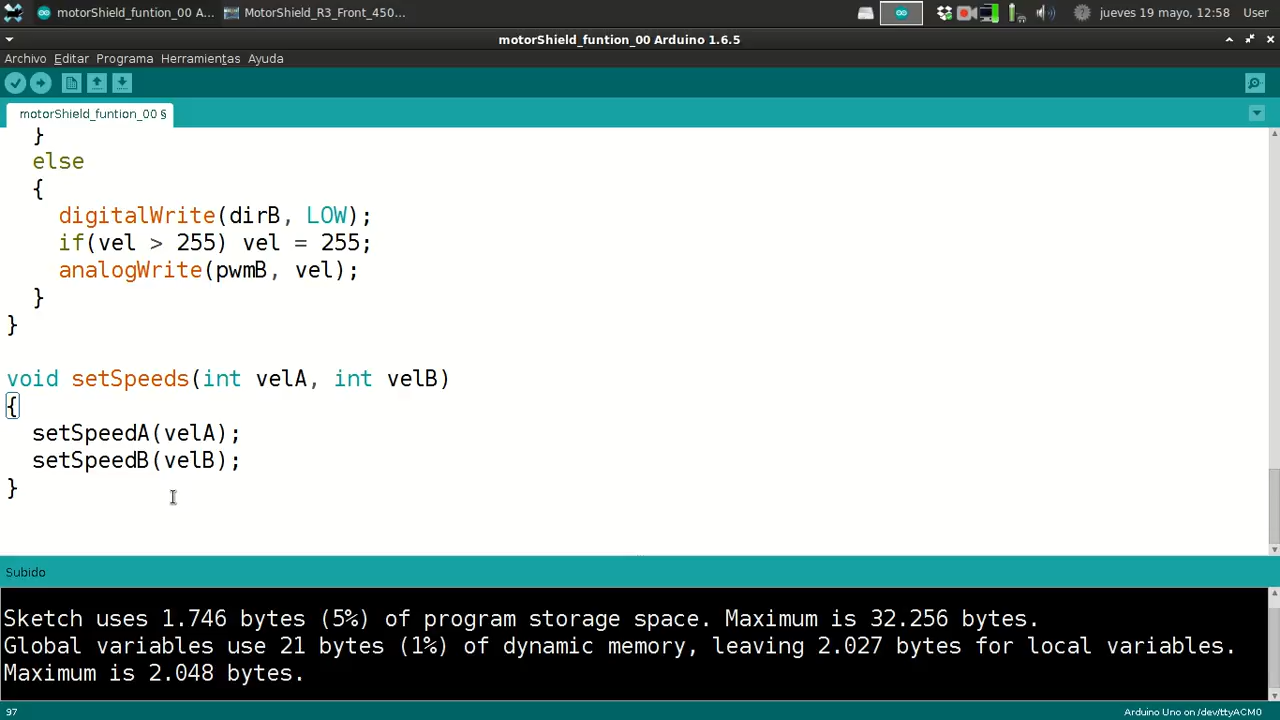 motorShield_funtion_00 A...
MotorShield_R3_Front_450...
jueves 19 mayo, 12:58
User
motorShield_funtion_00 Arduino 1.6.5
Archivo Editar Programa Herramientas Ayuda
motorShield_funtion_00 §
}
else
{
digitalWrite(dirB, LOW);
if(vel > 255) vel = 255;
analogWrite(pwmB, vel);
}
}
void setSpeeds(int velA, int velB)
{
setSpeedA(velA);
setSpeedB(velB);
}
Subido
Sketch uses 1.746 bytes (5%) of program storage space. Maximum is 32.256 bytes.
Global variables use 21 bytes (1%) of dynamic memory, leaving 2.027 bytes for local variables.
Maximum is 2.048 bytes.
97
Arduino Uno on /dev/ttyACM0